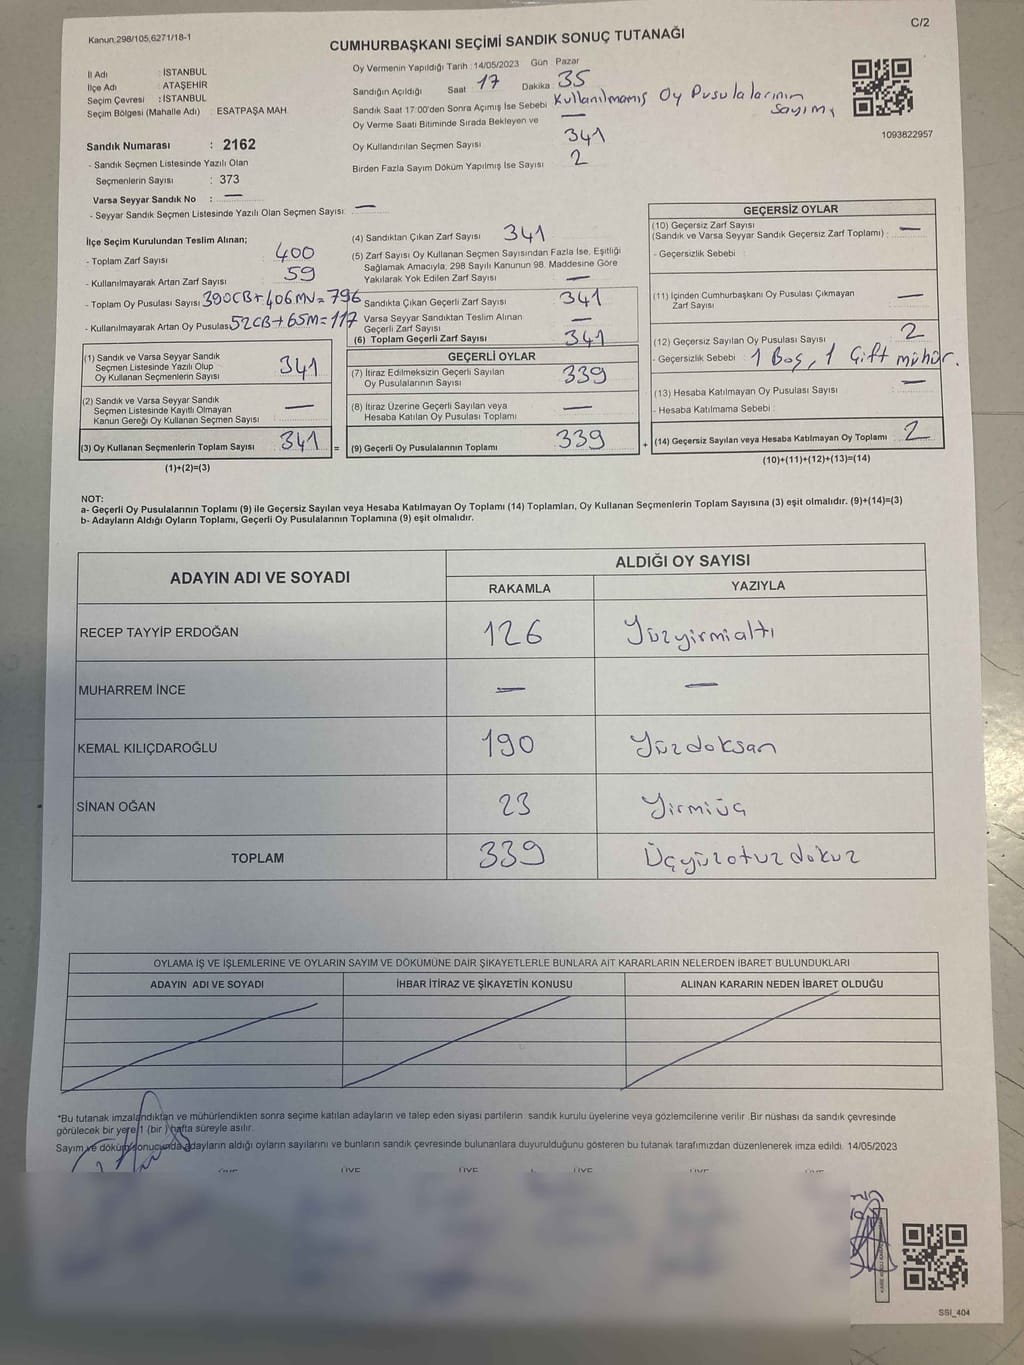 Kanun:298/105,6271/18-1
C/2
CUMHURBAŞKANI SEÇİMİ SANDIK SONUÇ TUTANAĞI
İl Adı : İSTANBUL
İlçe Adı : ATAŞEHİR
Seçim Çevresi : İSTANBUL
Seçim Bölgesi (Mahalle Adı) : ESATPAŞA MAH.
Sandık Numarası : 2162
- Sandık Seçmen Listesinde Yazılı Olan
Seçmenlerin Sayısı : 373
Varsa Seyyar Sandık No : —
- Seyyar Sandık Seçmen Listesinde Yazılı Olan Seçmen Sayısı: —
Oy Vermenin Yapıldığı Tarih : 14/05/2023 Gün : Pazar
Sandığın Açıldığı Saat : 17 Dakika : 35
Sandık Saat 17:00'den Sonra Açımış İse Sebebi Kullanılmamış Oy Pusulalarının
Sayımı
Oy Verme Saati Bitiminde Sırada Bekleyen ve —
Oy Kullandırılan Seçmen Sayısı 341
Birden Fazla Sayım Döküm Yapılmış İse Sayısı 2
1093822957
İlçe Seçim Kurulundan Teslim Alınan;
- Toplam Zarf Sayısı 400
- Kullanılmayarak Artan Zarf Sayısı 59
- Toplam Oy Pusulası Sayısı 390CB+406MV=796
- Kullanılmayarak Artan Oy Pusulası 52CB+65M=117
(1) Sandık ve Varsa Seyyar Sandık
Seçmen Listesinde Yazılı Olup
Oy Kullanan Seçmenlerin Sayısı 341
(2) Sandık ve Varsa Seyyar Sandık
Seçmen Listesinde Kayıtlı Olmayan
Kanun Gereği Oy Kullanan Seçmen Sayısı —
(3) Oy Kullanan Seçmenlerin Toplam Sayısı 341 =
(1)+(2)=(3)
(4) Sandıktan Çıkan Zarf Sayısı 341
(5) Zarf Sayısı Oy Kullanan Seçmen Sayısından Fazla İse, Eşitliği
Sağlamak Amacıyla, 298 Sayılı Kanunun 98. Maddesine Göre
Yakılarak Yok Edilen Zarf Sayısı —
Sandıkta Çıkan Geçerli Zarf Sayısı 341
Varsa Seyyar Sandıktan Teslim Alınan
Geçerli Zarf Sayısı —
(6) Toplam Geçerli Zarf Sayısı 341
GEÇERLİ OYLAR
(7) İtiraz Edilmeksizin Geçerli Sayılan
Oy Pusulalarının Sayısı 339
(8) İtiraz Üzerine Geçerli Sayılan veya
Hesaba Katılan Oy Pusulası Toplamı —
(9) Geçerli Oy Pusulalarının Toplamı 339 +
GEÇERSİZ OYLAR
(10) Geçersiz Zarf Sayısı
(Sandık ve Varsa Seyyar Sandık Geçersiz Zarf Toplamı) : —
- Geçersizlik Sebebi :
(11) İçinden Cumhurbaşkanı Oy Pusulası Çıkmayan
Zarf Sayısı —
(12) Geçersiz Sayılan Oy Pusulası Sayısı 2
- Geçersizlik Sebebi : 1 Boş, 1 Çift mühür.
(13) Hesaba Katılmayan Oy Pusulası Sayısı —
- Hesaba Katılmama Sebebi :
(14) Geçersiz Sayılan veya Hesaba Katılmayan Oy Toplamı 2
(10)+(11)+(12)+(13)=(14)
NOT:
a- Geçerli Oy Pusulalarının Toplamı (9) ile Geçersiz Sayılan veya Hesaba Katılmayan Oy Toplamı (14) Toplamları, Oy Kullanan Seçmenlerin Toplam Sayısına (3) eşit olmalıdır. (9)+(14)=(3)
b- Adayların Aldığı Oyların Toplamı, Geçerli Oy Pusulalarının Toplamına (9) eşit olmalıdır.
ADAYIN ADI VE SOYADI
ALDIĞI OY SAYISI
RAKAMLA YAZIYLA
RECEP TAYYİP ERDOĞAN 126 Yüzyirmialtı
MUHARREM İNCE — —
KEMAL KILIÇDAROĞLU 190 Yüzdoksan
SİNAN OĞAN 23 Yirmiüç
TOPLAM 339 Üçyüzotuzdokuz
OYLAMA İŞ VE İŞLEMLERİNE VE OYLARIN SAYIM VE DÖKÜMÜNE DAİR ŞİKAYETLERLE BUNLARA AİT KARARLARIN NELERDEN İBARET BULUNDUKLARI
ADAYIN ADI VE SOYADI İHBAR İTİRAZ VE ŞİKAYETİN KONUSU ALINAN KARARIN NEDEN İBARET OLDUĞU
*Bu tutanak imzalandıktan ve mühürlendikten sonra seçime katılan adayların ve talep eden siyasi partilerin sandık kurulu üyelerine veya gözlemcilerine verilir. Bir nüshası da sandık çevresinde
görülecek bir yere 1 (bir ) hafta süreyle asılır.
Sayım ve döküm sonucunda adayların aldığı oyların sayılarını ve bunların sandık çevresinde bulunanlara duyurulduğunu gösteren bu tutanak tarafımızdan düzenlenerek imza edildi. 14/05/2023
SSI_404